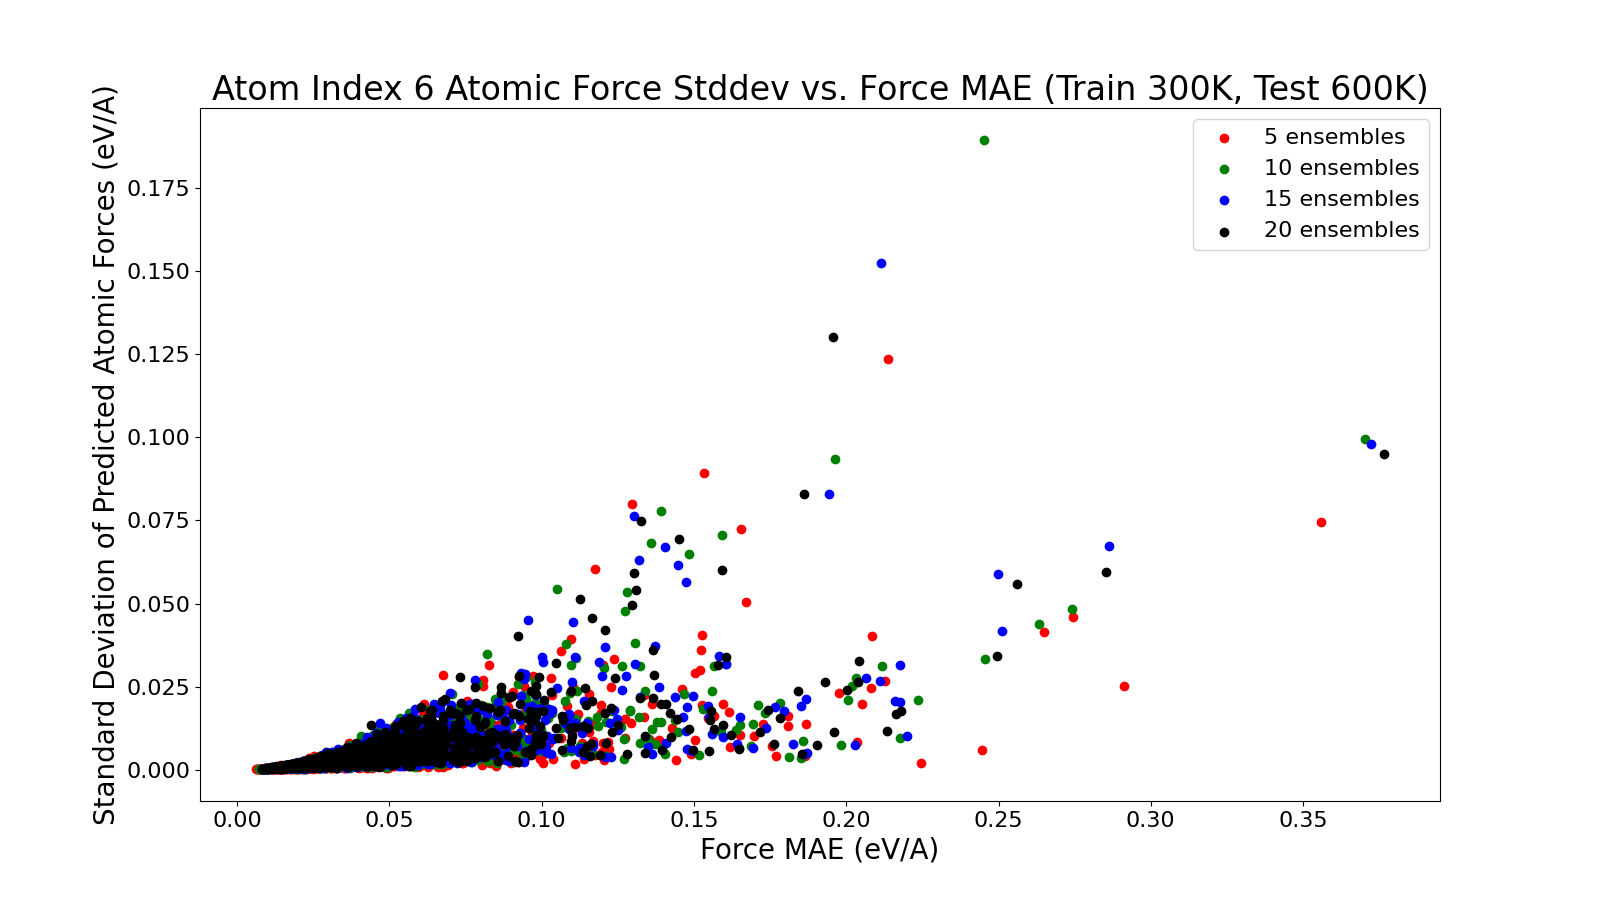 Atom Index 6 Atomic Force Stddev vs. Force MAE (Train 300K, Test 600K)
5 ensembles
10 ensembles
15 ensembles
20 ensembles
Standard Deviation of Predicted Atomic Forces (eV/A)
0.175
0.150
0.125
0.100
0.075
0.050
0.025
0.000
0.00 0.05 0.10 0.15 0.20 0.25 0.30 0.35
Force MAE (eV/A)